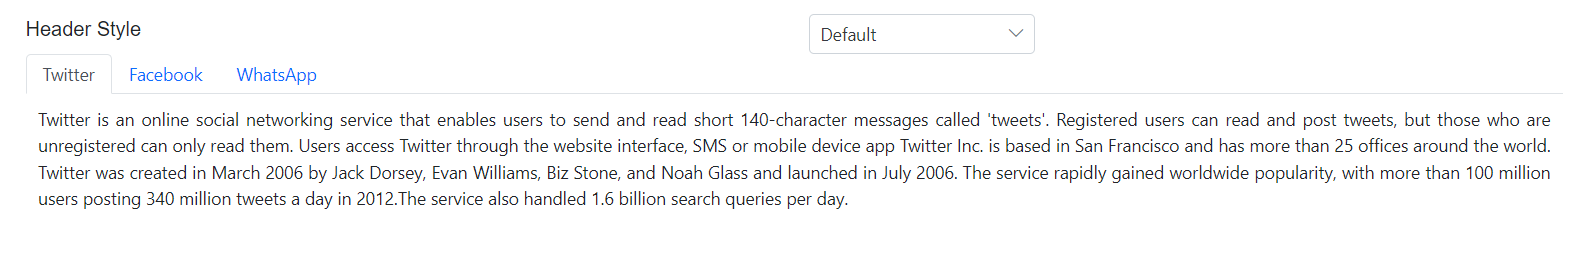 Header Style
Default
Twitter Facebook WhatsApp
Twitter is an online social networking service that enables users to send and read short 140-character messages called 'tweets'. Registered users can read and post tweets, but those who are
unregistered can only read them. Users access Twitter through the website interface, SMS or mobile device app Twitter Inc. is based in San Francisco and has more than 25 offices around the world.
Twitter was created in March 2006 by Jack Dorsey, Evan Williams, Biz Stone, and Noah Glass and launched in July 2006. The service rapidly gained worldwide popularity, with more than 100 million
users posting 340 million tweets a day in 2012.The service also handled 1.6 billion search queries per day.